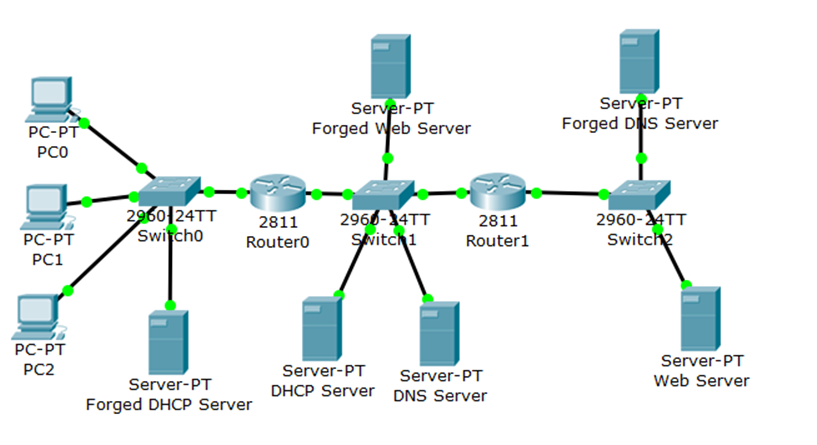 Server-PT
Forged Web Server
Server-PT
Forged DNS Server
PC-PT
PC0
PC-PT
PC1
PC-PT
PC2
2960-24TT
Switch0
2811
Router0
2960-24TT
Switch1
2811
Router1
2960-24TT
Switch2
Server-PT
Forged DHCP Server
Server-PT
DHCP Server
Server-PT
DNS Server
Server-PT
Web Server